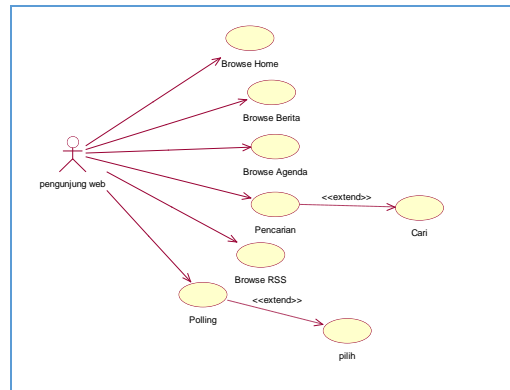 Browse Home
Browse Berita
Browse Agenda
pengunjung web
<<extend>>
Pencarian
Cari
Browse RSS
<<extend>>
Polling
pilih